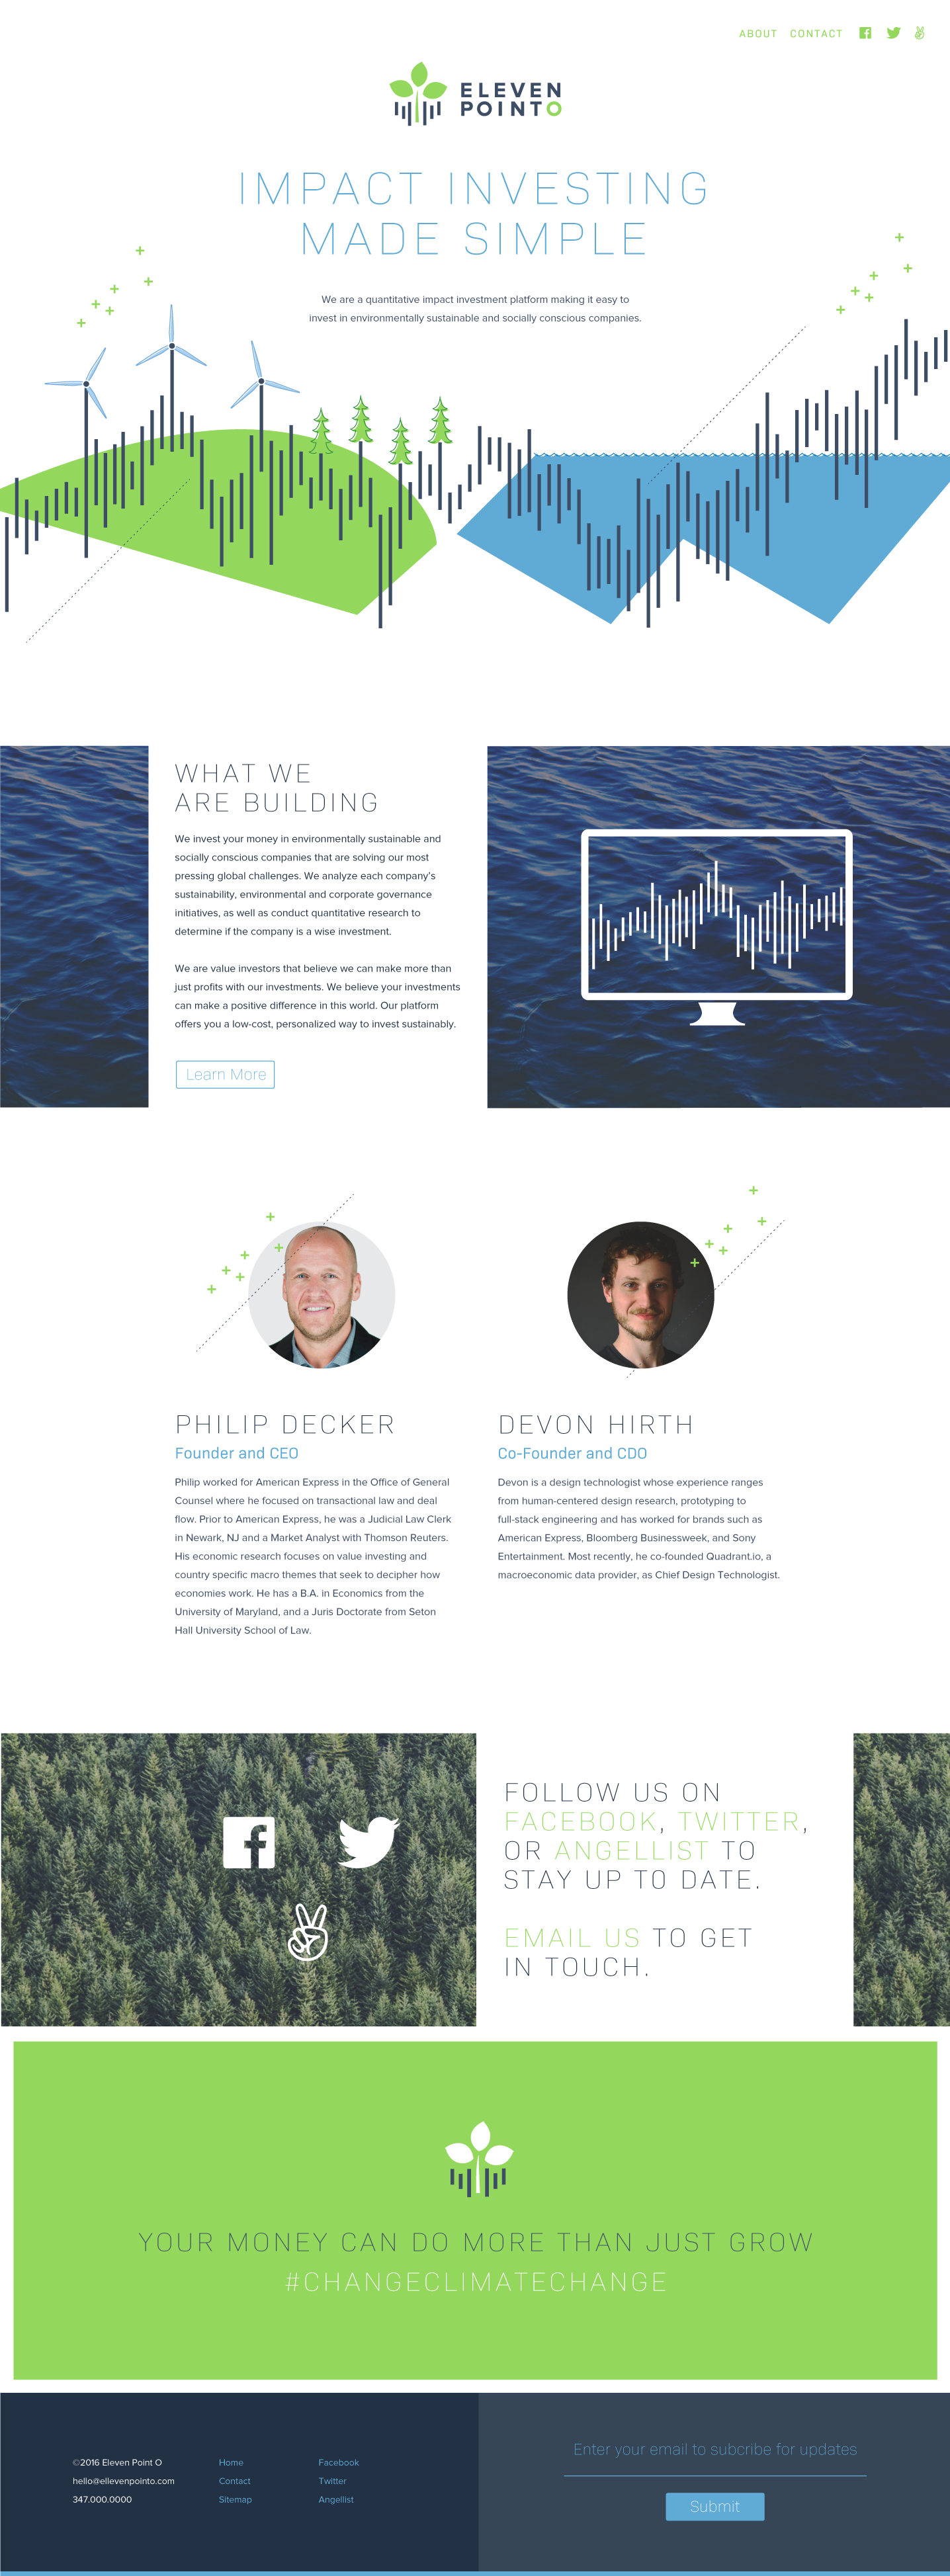 ABOUT CONTACT
ELEVEN
POINTO
IMPACT INVESTING
MADE SIMPLE
We are a quantitative impact investment platform making it easy to
invest in environmentally sustainable and socially conscious companies.
WHAT WE
ARE BUILDING
We invest your money in environmentally sustainable and
socially conscious companies that are solving our most
pressing global challenges. We analyze each company's
sustainability, environmental and corporate governance
initiatives, as well as conduct quantitative research to
determine if the company is a wise investment.
We are value investors that believe we can make more than
just profits with our investments. We believe your investments
can make a positive difference in this world. Our platform
offers you a low-cost, personalized way to invest sustainably.
Learn More
PHILIP DECKER
Founder and CEO
Philip worked for American Express in the Office of General
Counsel where he focused on transactional law and deal
flow. Prior to American Express, he was a Judicial Law Clerk
in Newark, NJ and a Market Analyst with Thomson Reuters.
His economic research focuses on value investing and
country specific macro themes that seek to decipher how
economies work. He has a B.A. in Economics from the
University of Maryland, and a Juris Doctorate from Seton
Hall University School of Law.
DEVON HIRTH
Co-Founder and CDO
Devon is a design technologist whose experience ranges
from human-centered design research, prototyping to
full-stack engineering and has worked for brands such as
American Express, Bloomberg Businessweek, and Sony
Entertainment. Most recently, he co-founded Quadrant.io, a
macroeconomic data provider, as Chief Design Technologist.
FOLLOW US ON
FACEBOOK, TWITTER,
OR ANGELLIST TO
STAY UP TO DATE.
EMAIL US TO GET
IN TOUCH.
YOUR MONEY CAN DO MORE THAN JUST GROW
#CHANGECLIMATECHANGE
©2016 Eleven Point O
hello@ellevenpointo.com
347.000.0000
Home
Contact
Sitemap
Facebook
Twitter
Angellist
Enter your email to subcribe for updates
Submit